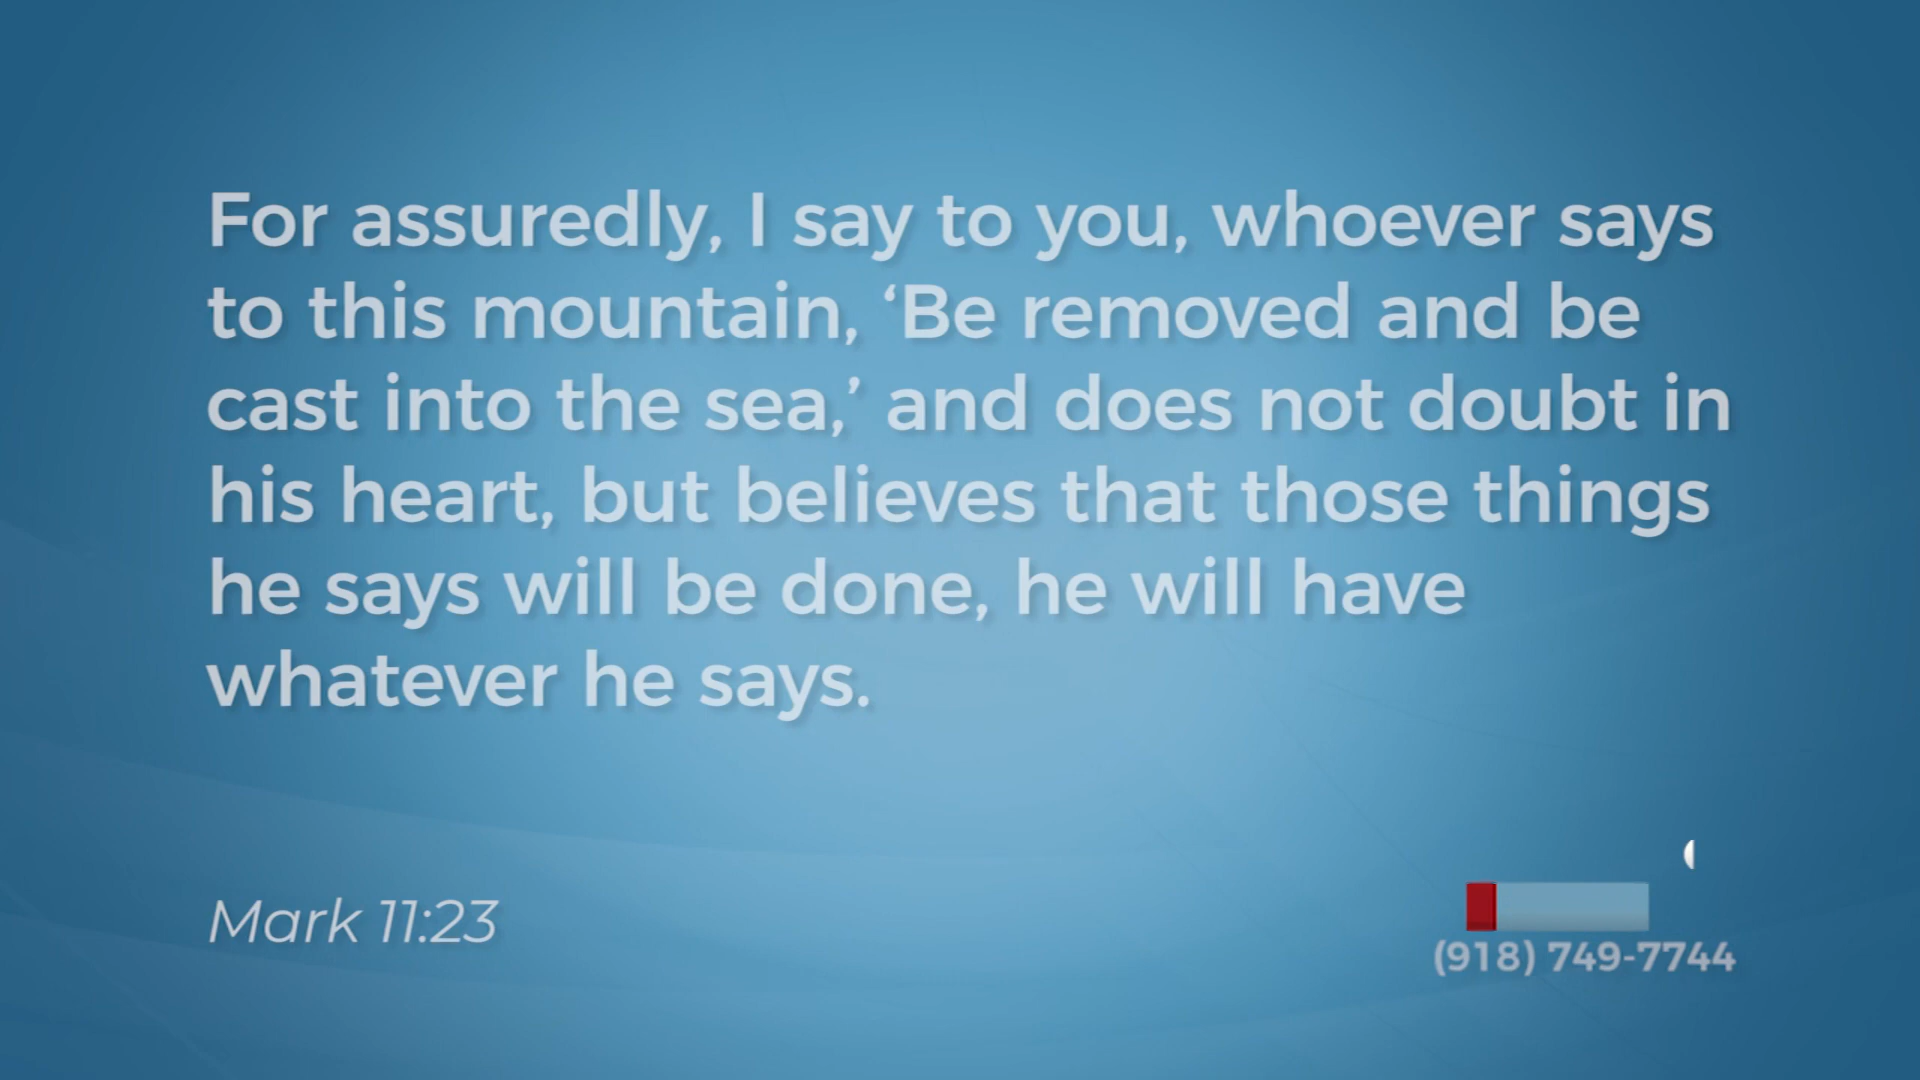 For assuredly, I say to you, whoever says
to this mountain, ‘Be removed and be
cast into the sea,’ and does not doubt in
his heart, but believes that those things
he says will be done, he will have
whatever he says.
Mark 11:23
(918) 749-7744